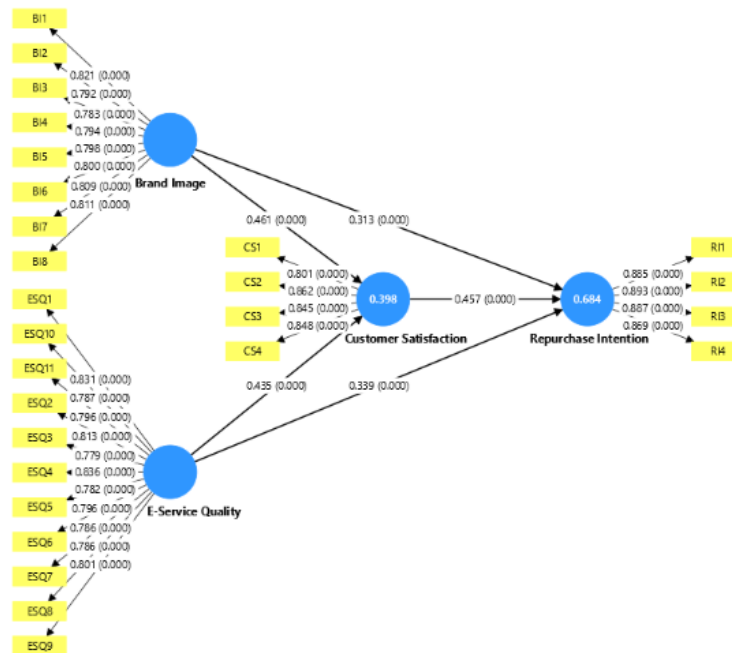 BI1
BI2
BI3
BI4
BI5
BI6
BI7
BI8
0.821 (0.000)
0.792 (0.000)
0.783 (0.000)
0.794 (0.000)
0.798 (0.000)
0.800 (0.000)
0.809 (0.000)
0.811 (0.000)
Brand Image
0.461 (0.000)
0.313 (0.000)
CS1
CS2
CS3
CS4
0.801 (0.000)
0.862 (0.000)
0.845 (0.000)
0.848 (0.000)
0.398
Customer Satisfaction
0.457 (0.000)
0.684
Repurchase Intention
0.885 (0.000)
0.893 (0.000)
0.887 (0.000)
0.869 (0.000)
RI1
RI2
RI3
RI4
ESQ1
ESQ10
ESQ11
ESQ2
ESQ3
ESQ4
ESQ5
ESQ6
ESQ7
ESQ8
ESQ9
0.831 (0.000)
0.787 (0.000)
0.796 (0.000)
0.813 (0.000)
0.779 (0.000)
0.836 (0.000)
0.782 (0.000)
0.796 (0.000)
0.786 (0.000)
0.786 (0.000)
0.801 (0.000)
E-Service Quality
0.435 (0.000)
0.339 (0.000)